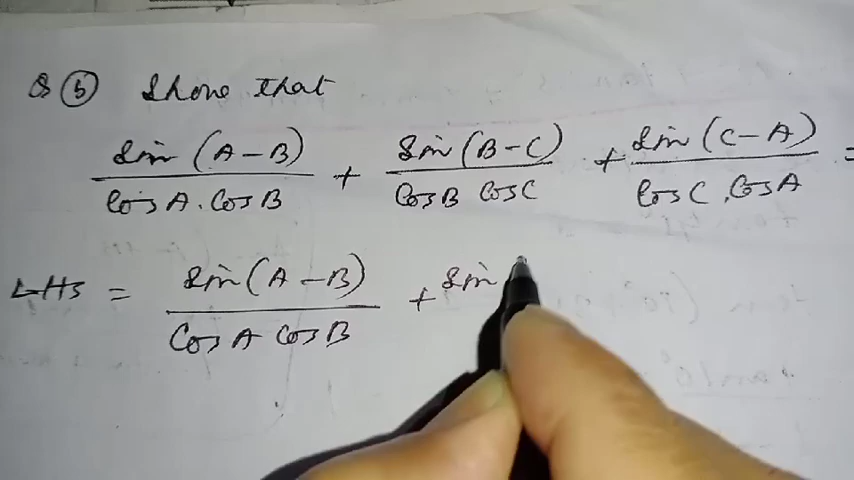 Q (5) Show that
sin (A-B) / cos A . cos B + sin (B-C) / cos B cos C + sin (C-A) / cos C . cos A =
LHS = sin (A-B) / cos A cos B + sin